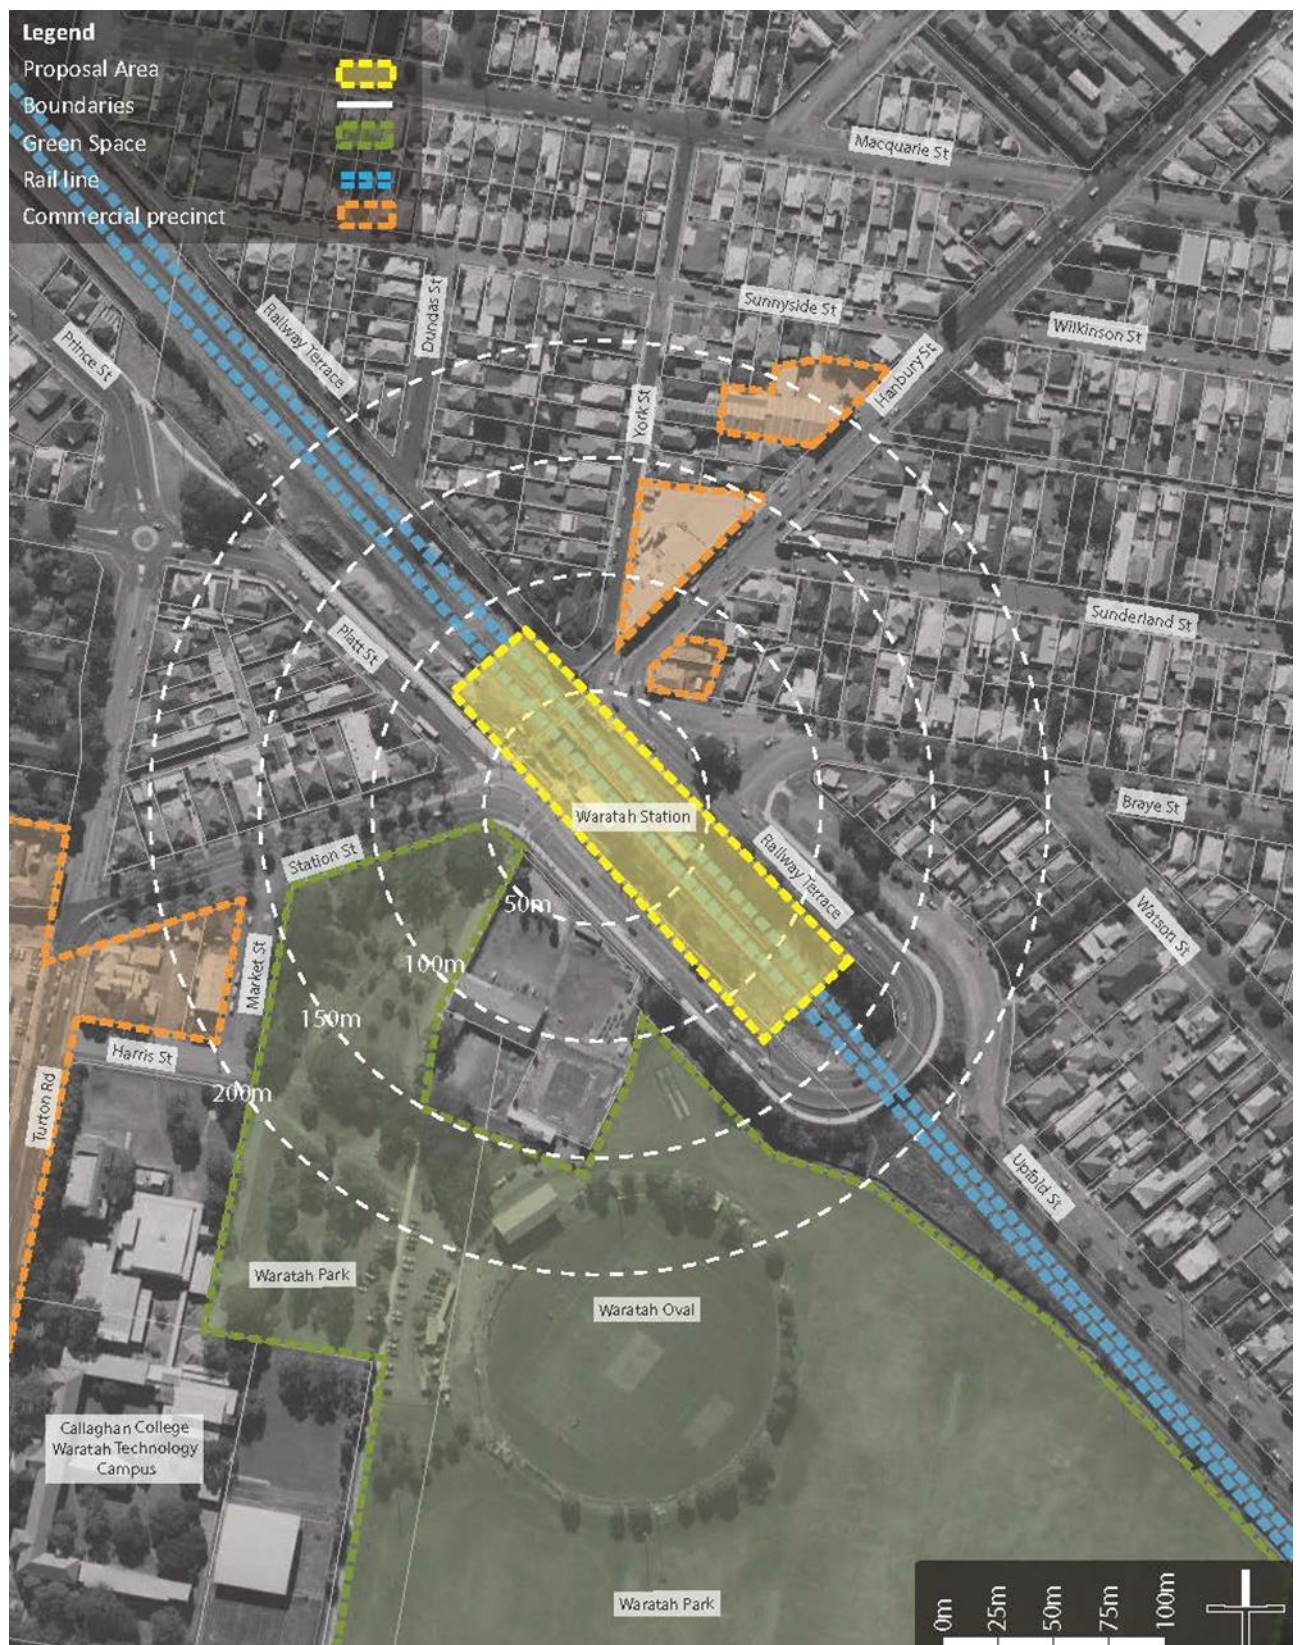 Legend
Proposal Area
Boundaries
Green Space
Rail line
Commercial precinct
Macquarie St
Sunnyside St
Wilkinson St
Dundas St
Railway Terrace
Prince St
Hanbury St
York St
Sunderland St
Platt St
Braye St
Waratah Station
Station St
Railway Terrace
50m
Watson St
100m
Market St
150m
Harris St
200m
Turton Rd
Upfold St
Waratah Park
Waratah Oval
Callaghan College
Waratah Technology
Campus
Waratah Park
0m
25m
50m
75m
100m